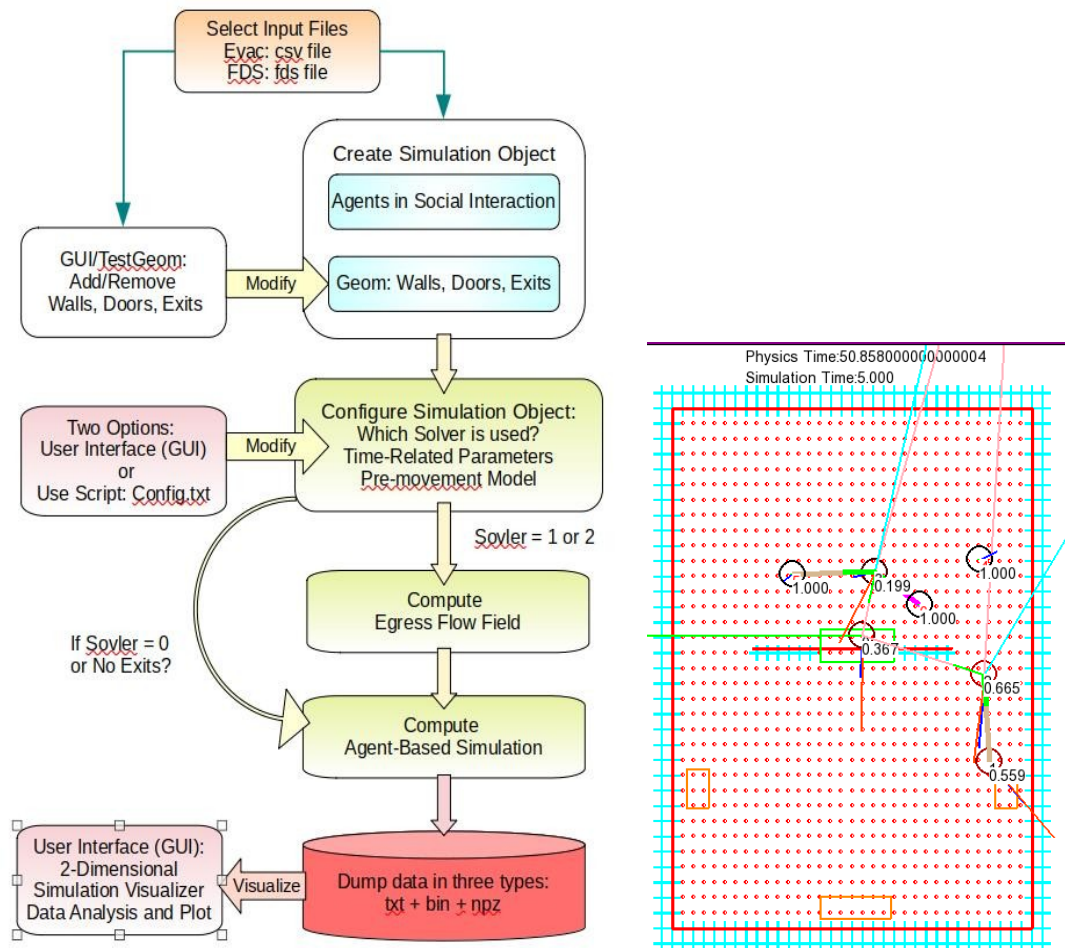 Select Input Files
Evac: csv file
FDS: fds file
Create Simulation Object
Agents in Social Interaction
GUI/TestGeom:
Add/Remove
Walls, Doors, Exits
Modify
Geom: Walls, Doors, Exits
Two Options:
User Interface (GUI)
or
Use Script: Config.txt
Modify
Configure Simulation Object:
Which Solver is used?
Time-Related Parameters
Pre-movement Model
Sovler = 1 or 2
Compute
Egress Flow Field
If Sovler = 0
or No Exits?
Compute
Agent-Based Simulation
User Interface (GUI):
2-Dimensional
Simulation Visualizer
Data Analysis and Plot
Visualize
Dump data in three types:
txt + bin + npz
Physics Time:50.858000000000004
Simulation Time:5.000
1.000
0.199
1.000
1.000
0.367
0.665
0.559